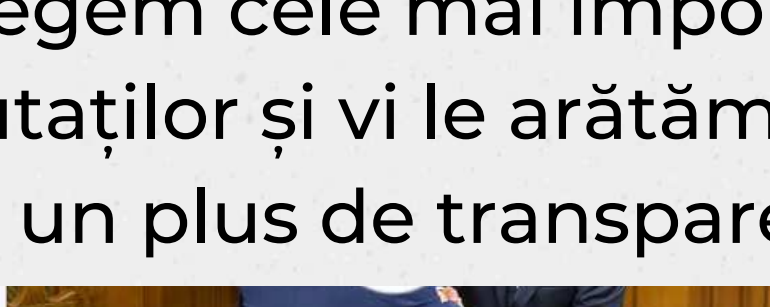 egem cele mai impo
utaților și vi le arătăm
un plus de transpare